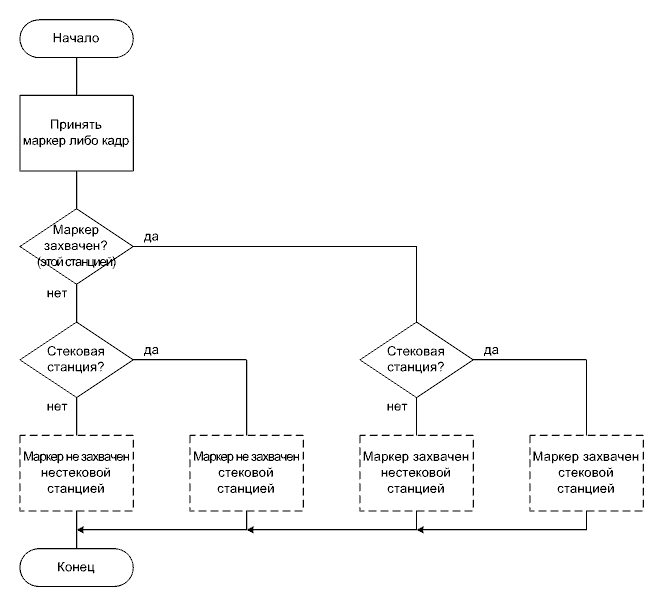 Начало
Принять
маркер либо кадр
Маркер
захвачен?
(этой станцией)
да
нет
Стековая
станция?
да
нет
Стековая
станция?
да
нет
Маркер не захвачен
нестековой
станцией
Маркер не захвачен
стековой
станцией
Маркер захвачен
нестековой
станцией
Маркер захвачен
стековой
станцией
Конец